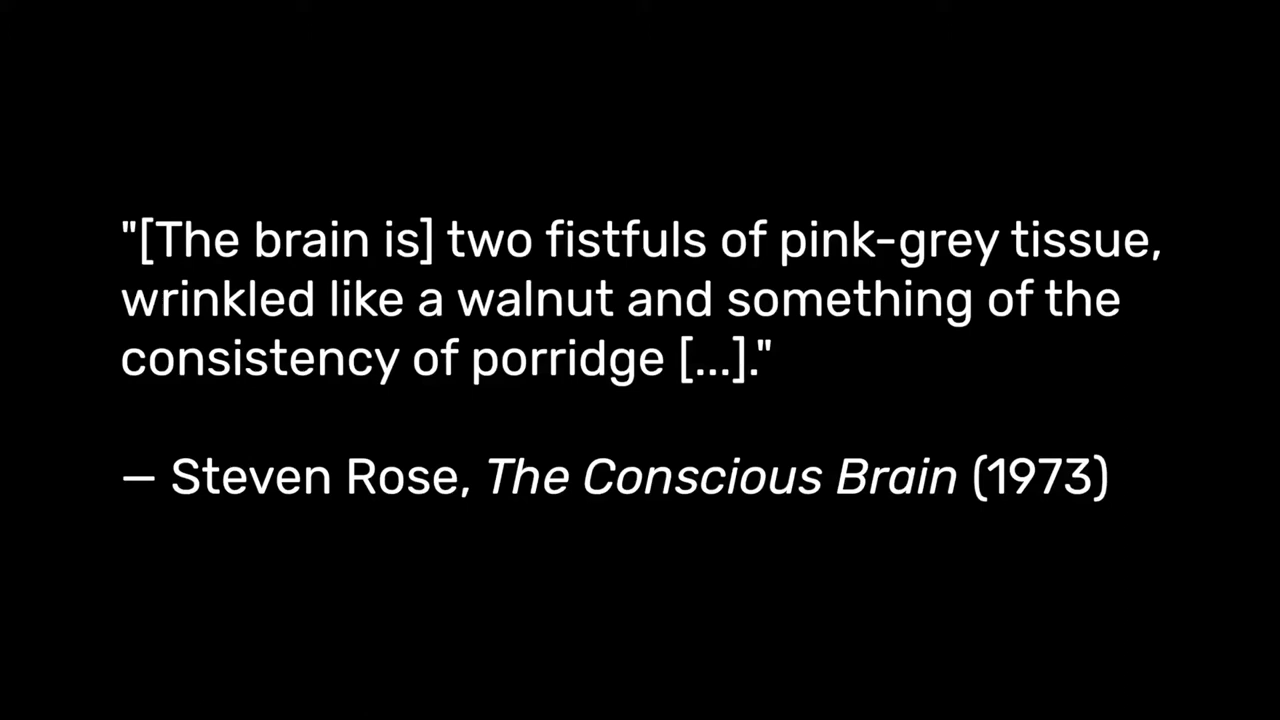 "[The brain is] two fistfuls of pink-grey tissue,
wrinkled like a walnut and something of the
consistency of porridge [...]."
— Steven Rose, The Conscious Brain (1973)